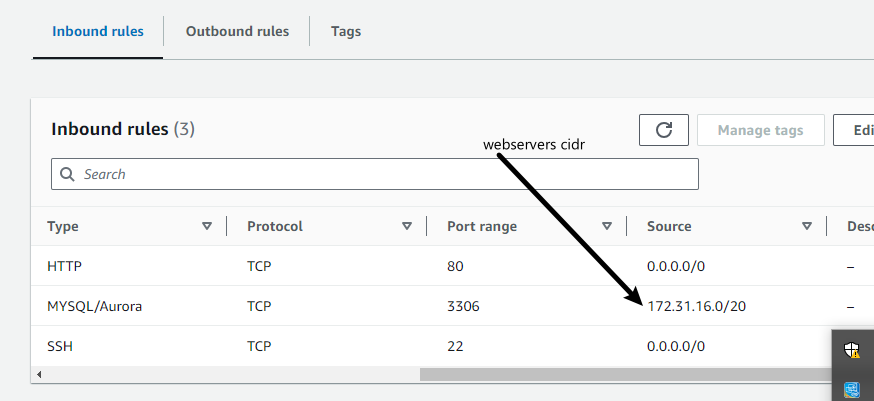 Inbound rules Outbound rules Tags
Inbound rules (3)
Manage tags Edi
webservers cidr
Search
Type Protocol Port range Source Desc
HTTP TCP 80 0.0.0.0/0 –
MYSQL/Aurora TCP 3306 172.31.16.0/20 –
SSH TCP 22 0.0.0.0/0